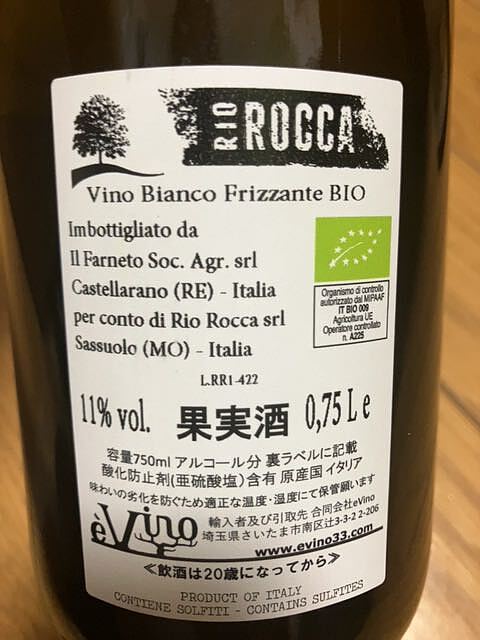 RIO ROCCA
Vino Bianco Frizzante BIO
Imbottigliato da
Il Farneto Soc. Agr. srl
Castellarano (RE) - Italia
per conto di Rio Rocca srl
Sassuolo (MO) - Italia
Organismo di controllo
autorizzato dal MIPAAF
IT BIO 009
Agricoltura UE
Operatore controllato
n. A225
L.RR1-422
11% vol. 果実酒 0,75 L e
容量750ml アルコール分 裏ラベルに記載
酸化防止剤(亜硫酸塩)含有 原産国 イタリア
味わいの劣化を防ぐため適正な温度・湿度にて保管願います
èVino
輸入者及び引取先 合同会社èVino
埼玉県さいたま市南区辻3-3-2 2-206
www.evino33.com
≪飲酒は20歳になってから≫
PRODUCT OF ITALY
CONTIENE SOLFITI - CONTAINS SULFITES